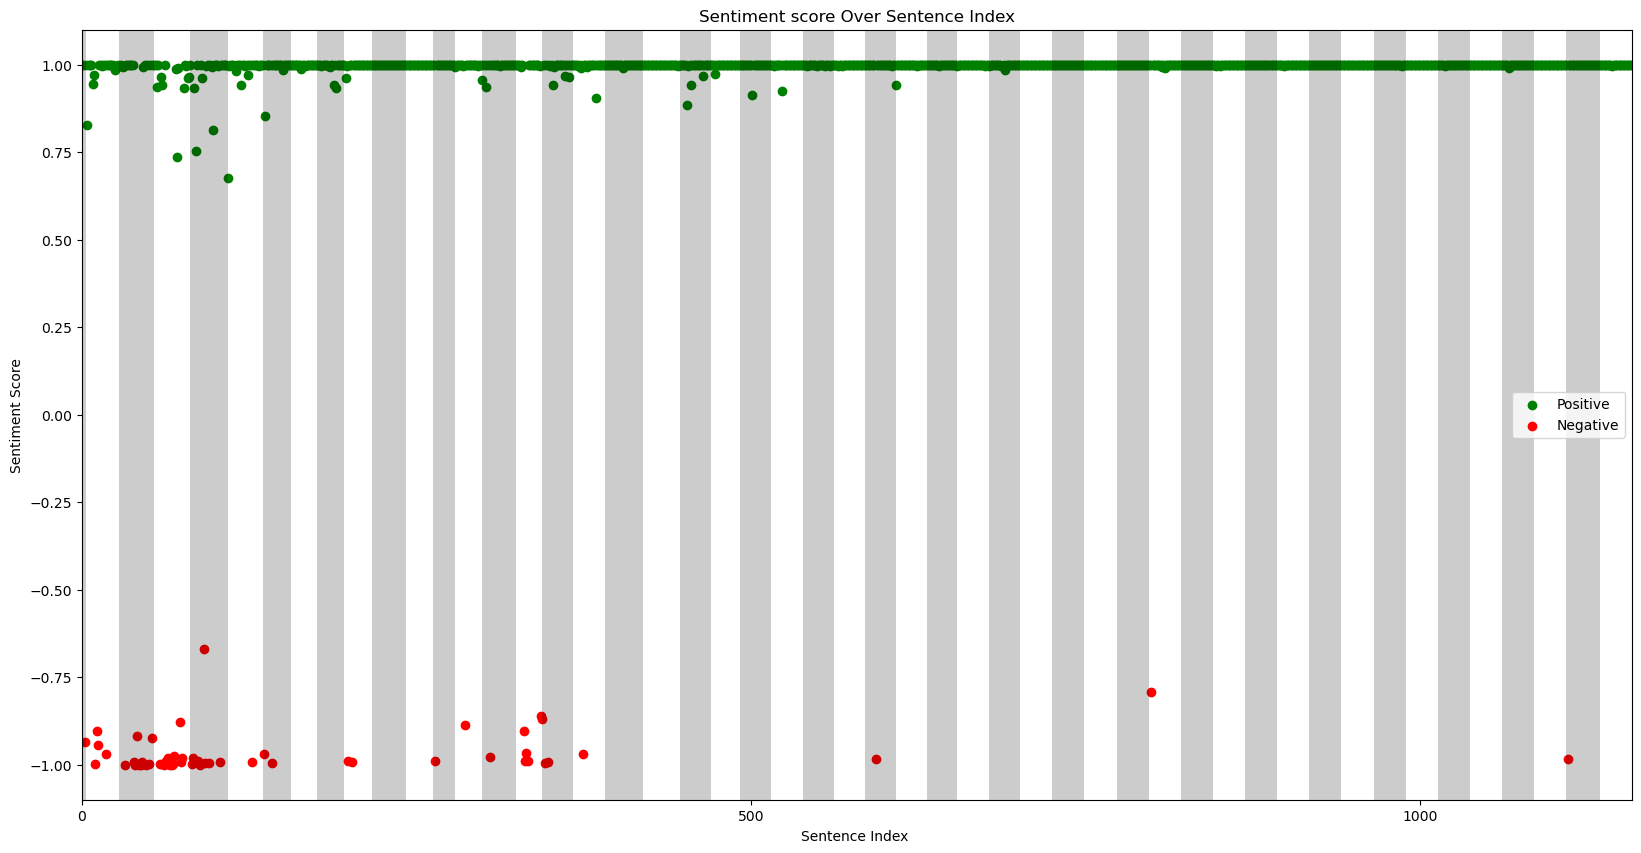 Sentiment score Over Sentence Index
1.00
0.75
0.50
0.25
0.00
−0.25
−0.50
−0.75
−1.00
Sentiment Score
Positive
Negative
0
500
1000
Sentence Index